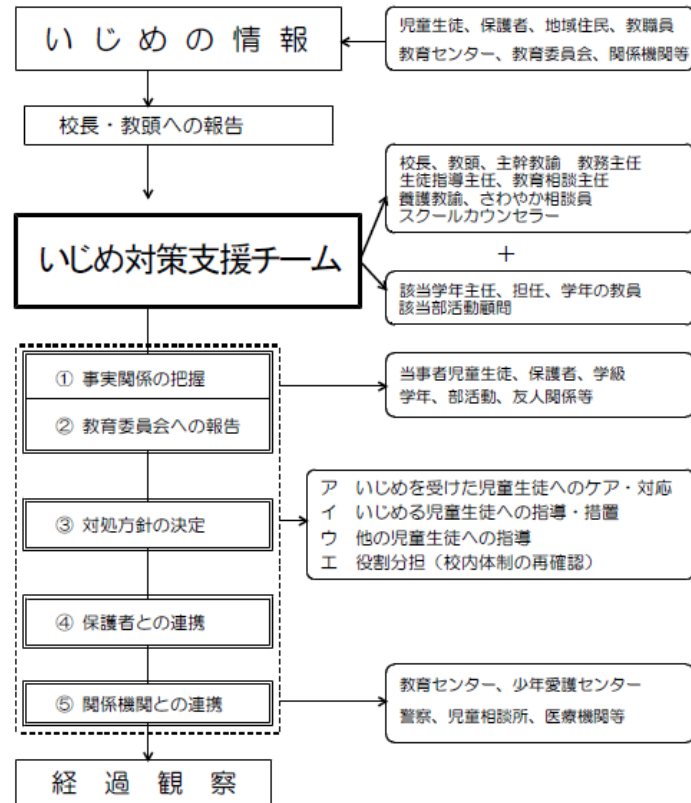 いじめの情報
児童生徒、保護者、地域住民、教職員
教育センター、教育委員会、関係機関等
校長・教頭への報告
校長、教頭、主幹教諭　教務主任
生徒指導主任、教育相談主任
養護教諭、さわやか相談員
スクールカウンセラー
いじめ対策支援チーム
＋
該当学年主任、担任、学年の教員
該当部活動顧問
① 事実関係の把握
当事者児童生徒、保護者、学級
学年、部活動、友人関係等
② 教育委員会への報告
ア　いじめを受けた児童生徒へのケア・対応
イ　いじめる児童生徒への指導・措置
ウ　他の児童生徒への指導
エ　役割分担（校内体制の再確認）
③ 対処方針の決定
④ 保護者との連携
⑤ 関係機関との連携
教育センター、少年愛護センター
警察、児童相談所、医療機関等
経過観察